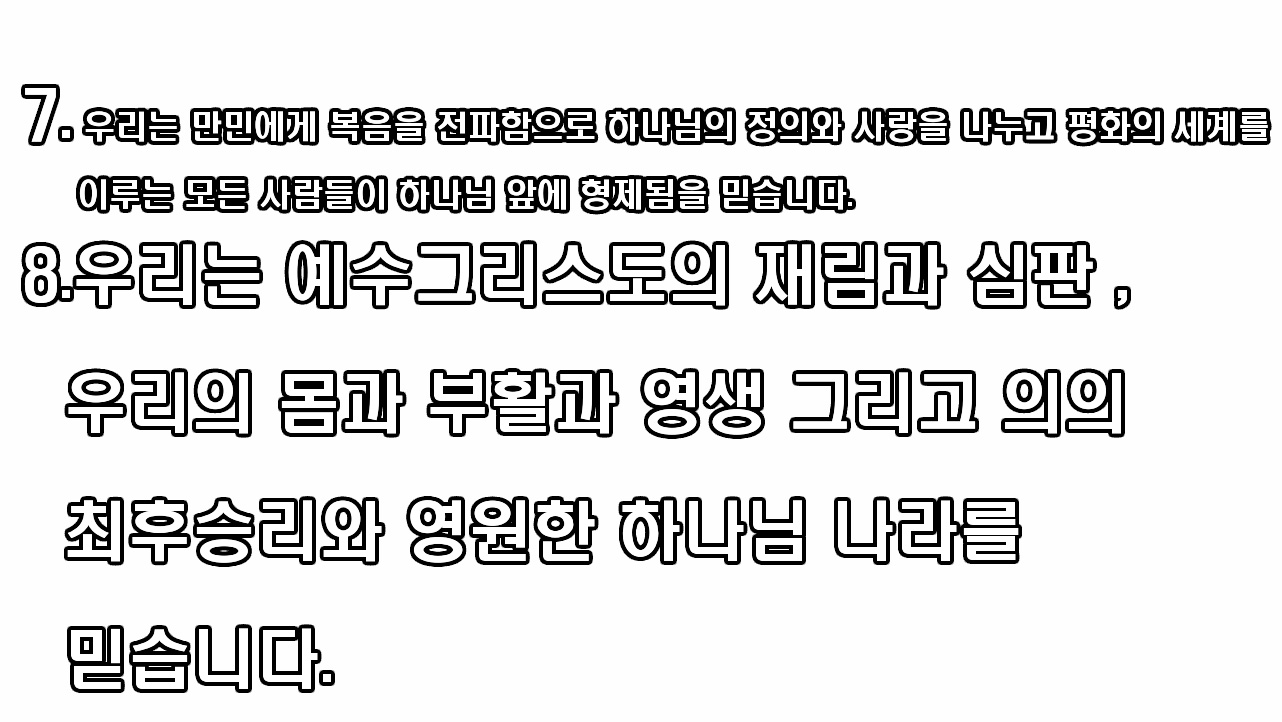 7. 우리는 만민에게 복음을 전파함으로 하나님의 정의와 사랑을 나누고 평화의 세계를
이루는 모든 사람들이 하나님 앞에 형제됨을 믿습니다.
8.우리는 예수그리스도의 재림과 심판 ,
우리의 몸과 부활과 영생 그리고 의의
최후승리와 영원한 하나님 나라를
믿습니다.